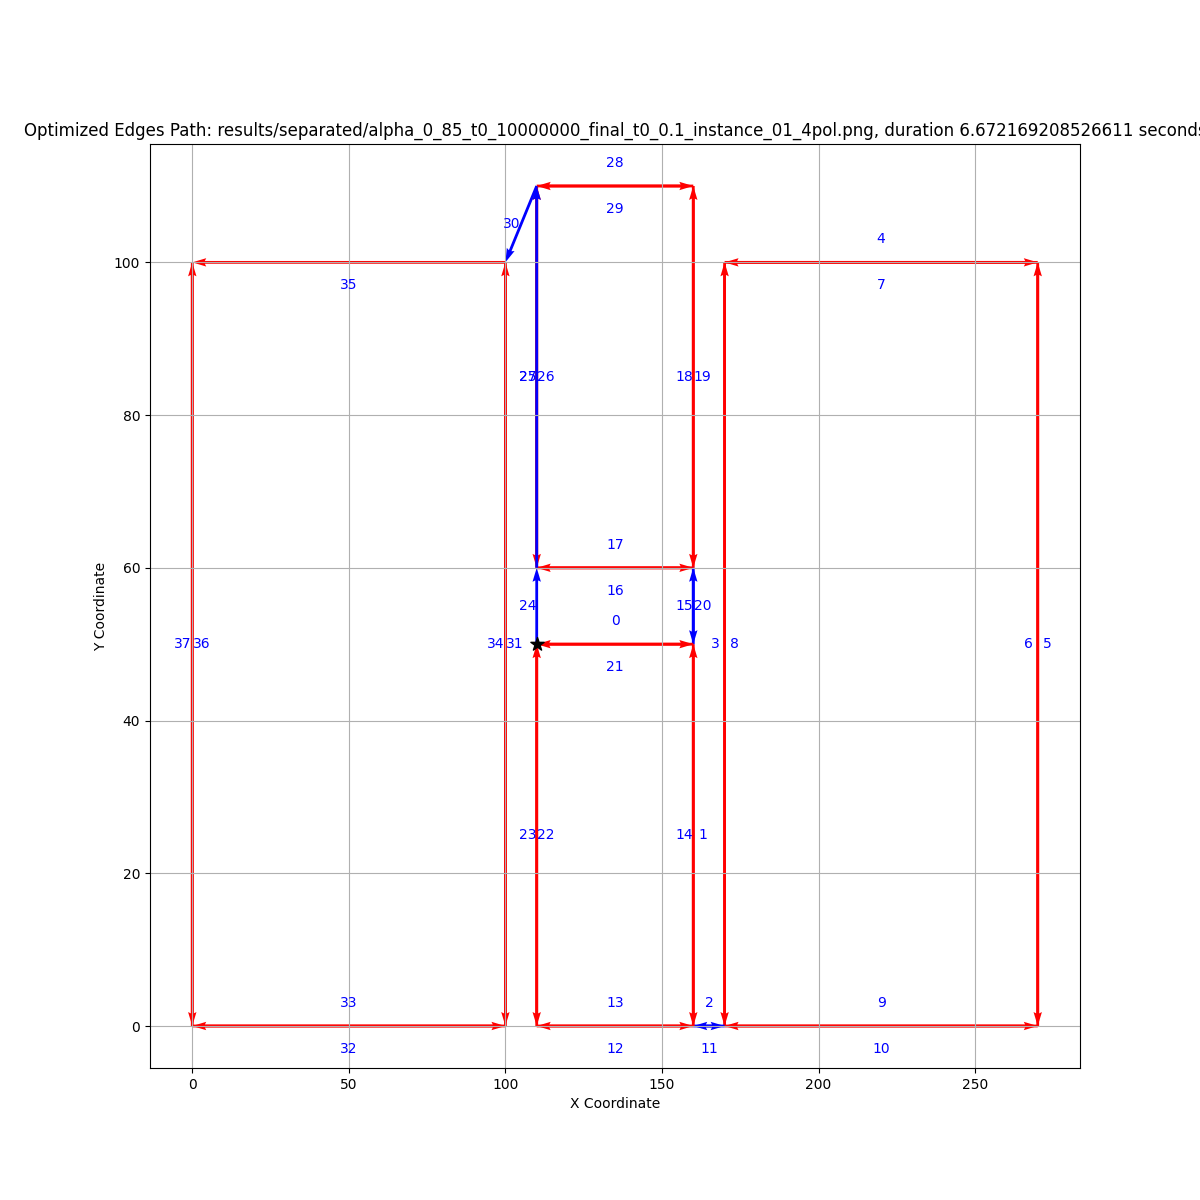 Optimized Edges Path: results/separated/alpha_0_85_t0_10000000_final_t0_0.1_instance_01_4pol.png, duration 6.672169208526611 seconds
28
29
30
4
100
35
7
26 18 19
80
17
60
16
24 15 20
0
Y Coordinate
37 36 34 31 3 8 6 5
21
40
23 22 14 1
20
33 13 2 9
0
32 12 11 10
0 50 100 150 200 250
X Coordinate